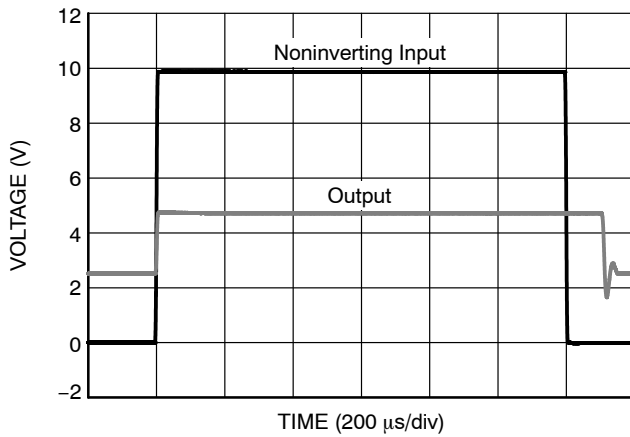 12
10
8
6
4
2
0
−2
VOLTAGE (V)
Noninverting Input
Output
TIME (200 µs/div)